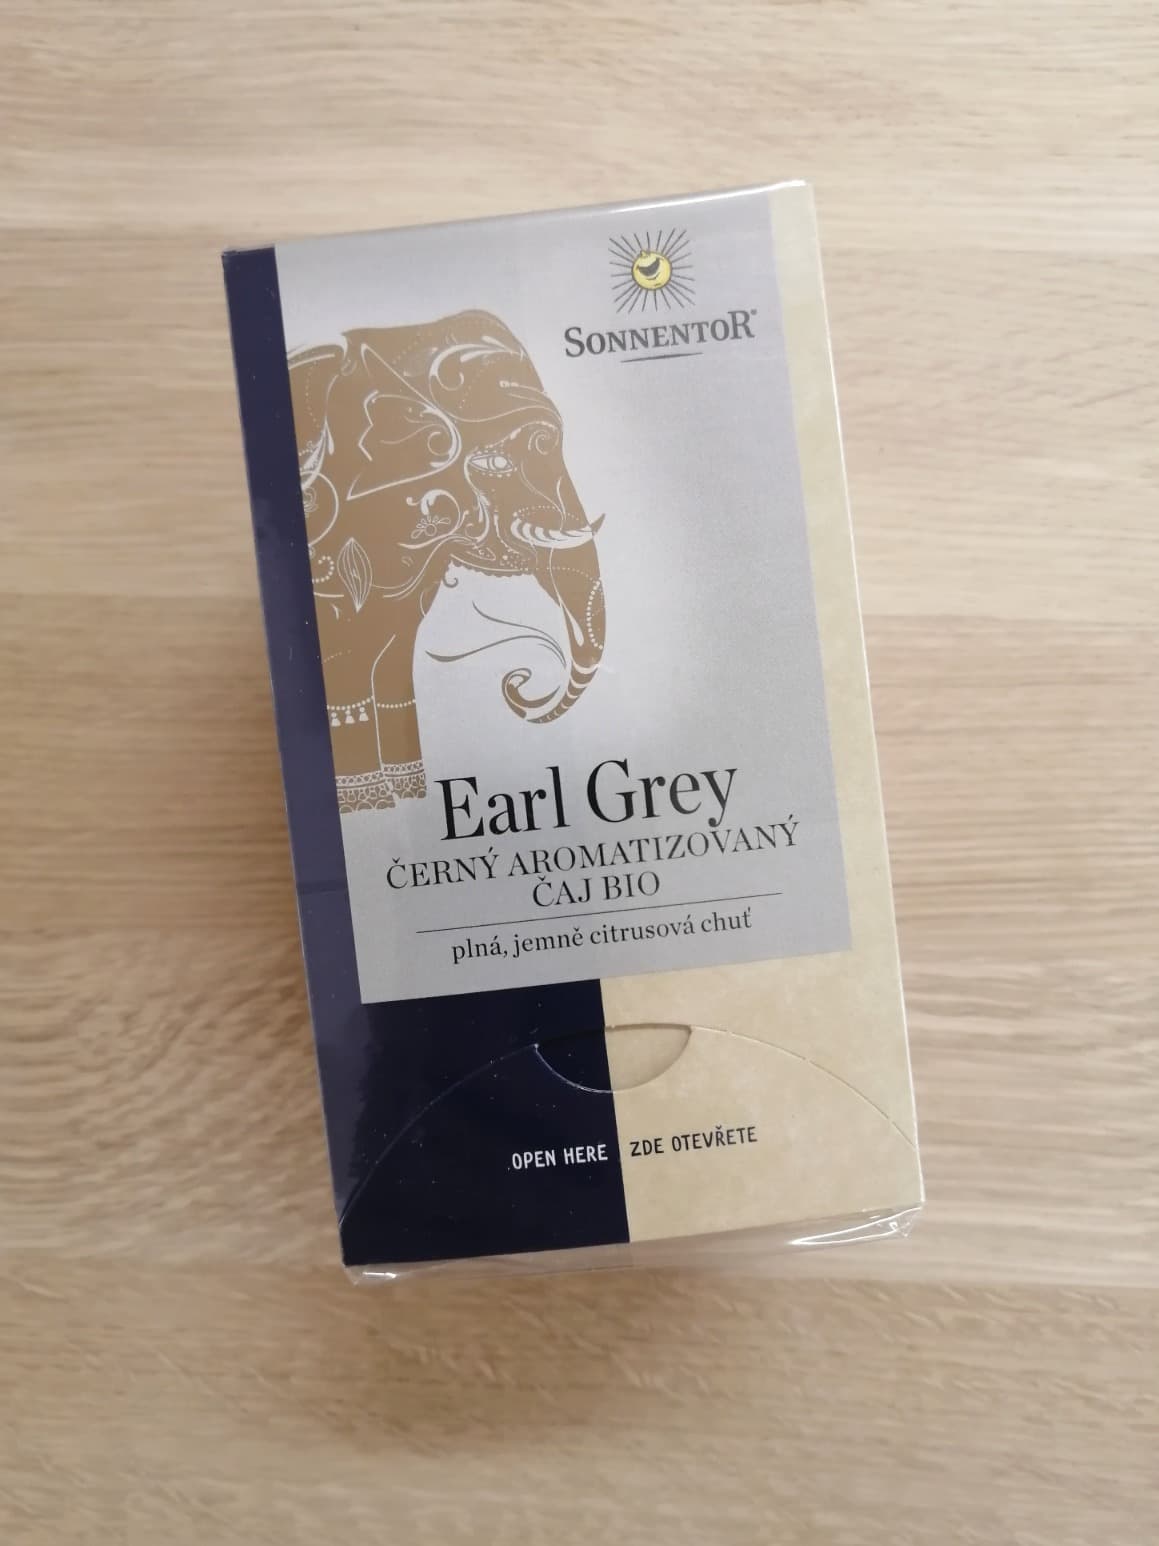 SONNENTOR®
Earl Grey
ČERNÝ AROMATIZOVANÝ
ČAJ BIO
plná, jemně citrusová chuť
OPEN HERE ZDE OTEVŘETE